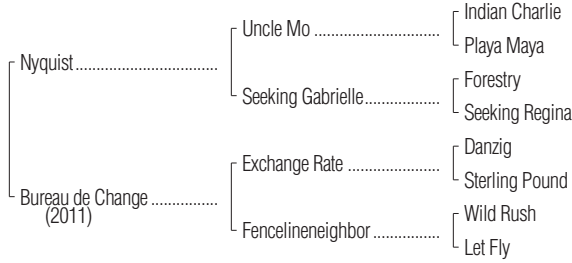 Indian Charlie
Uncle Mo ................................
Playa Maya
Nyquist....................................
Forestry
Seeking Gabrielle...................
Seeking Regina
Danzig
Exchange Rate .......................
Sterling Pound
Bureau de Change .................
(2011)
Wild Rush
Fencelineneighbor.................
Let Fly